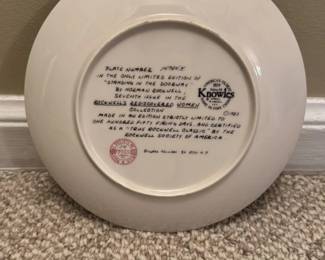 PLATE NUMBER
IN THE ONLY LIMITED EDITION OF
"STANDING IN THE DOORWAY"
BY NORMAN ROCKWELL,
SEVENTH ISSUE IN THE
ROCKWELL'S REDISCOVERED WOMEN
COLLECTION
MADE IN AN EDITION STRICTLY LIMITED TO
ONE HUNDRED FIFTY FIRING DAYS, AND CERTIFIED
AS A "TRUE ROCKWELL CLASSIC" BY THE
ROCKWELL SOCIETY OF AMERICA
Knowles
©1983